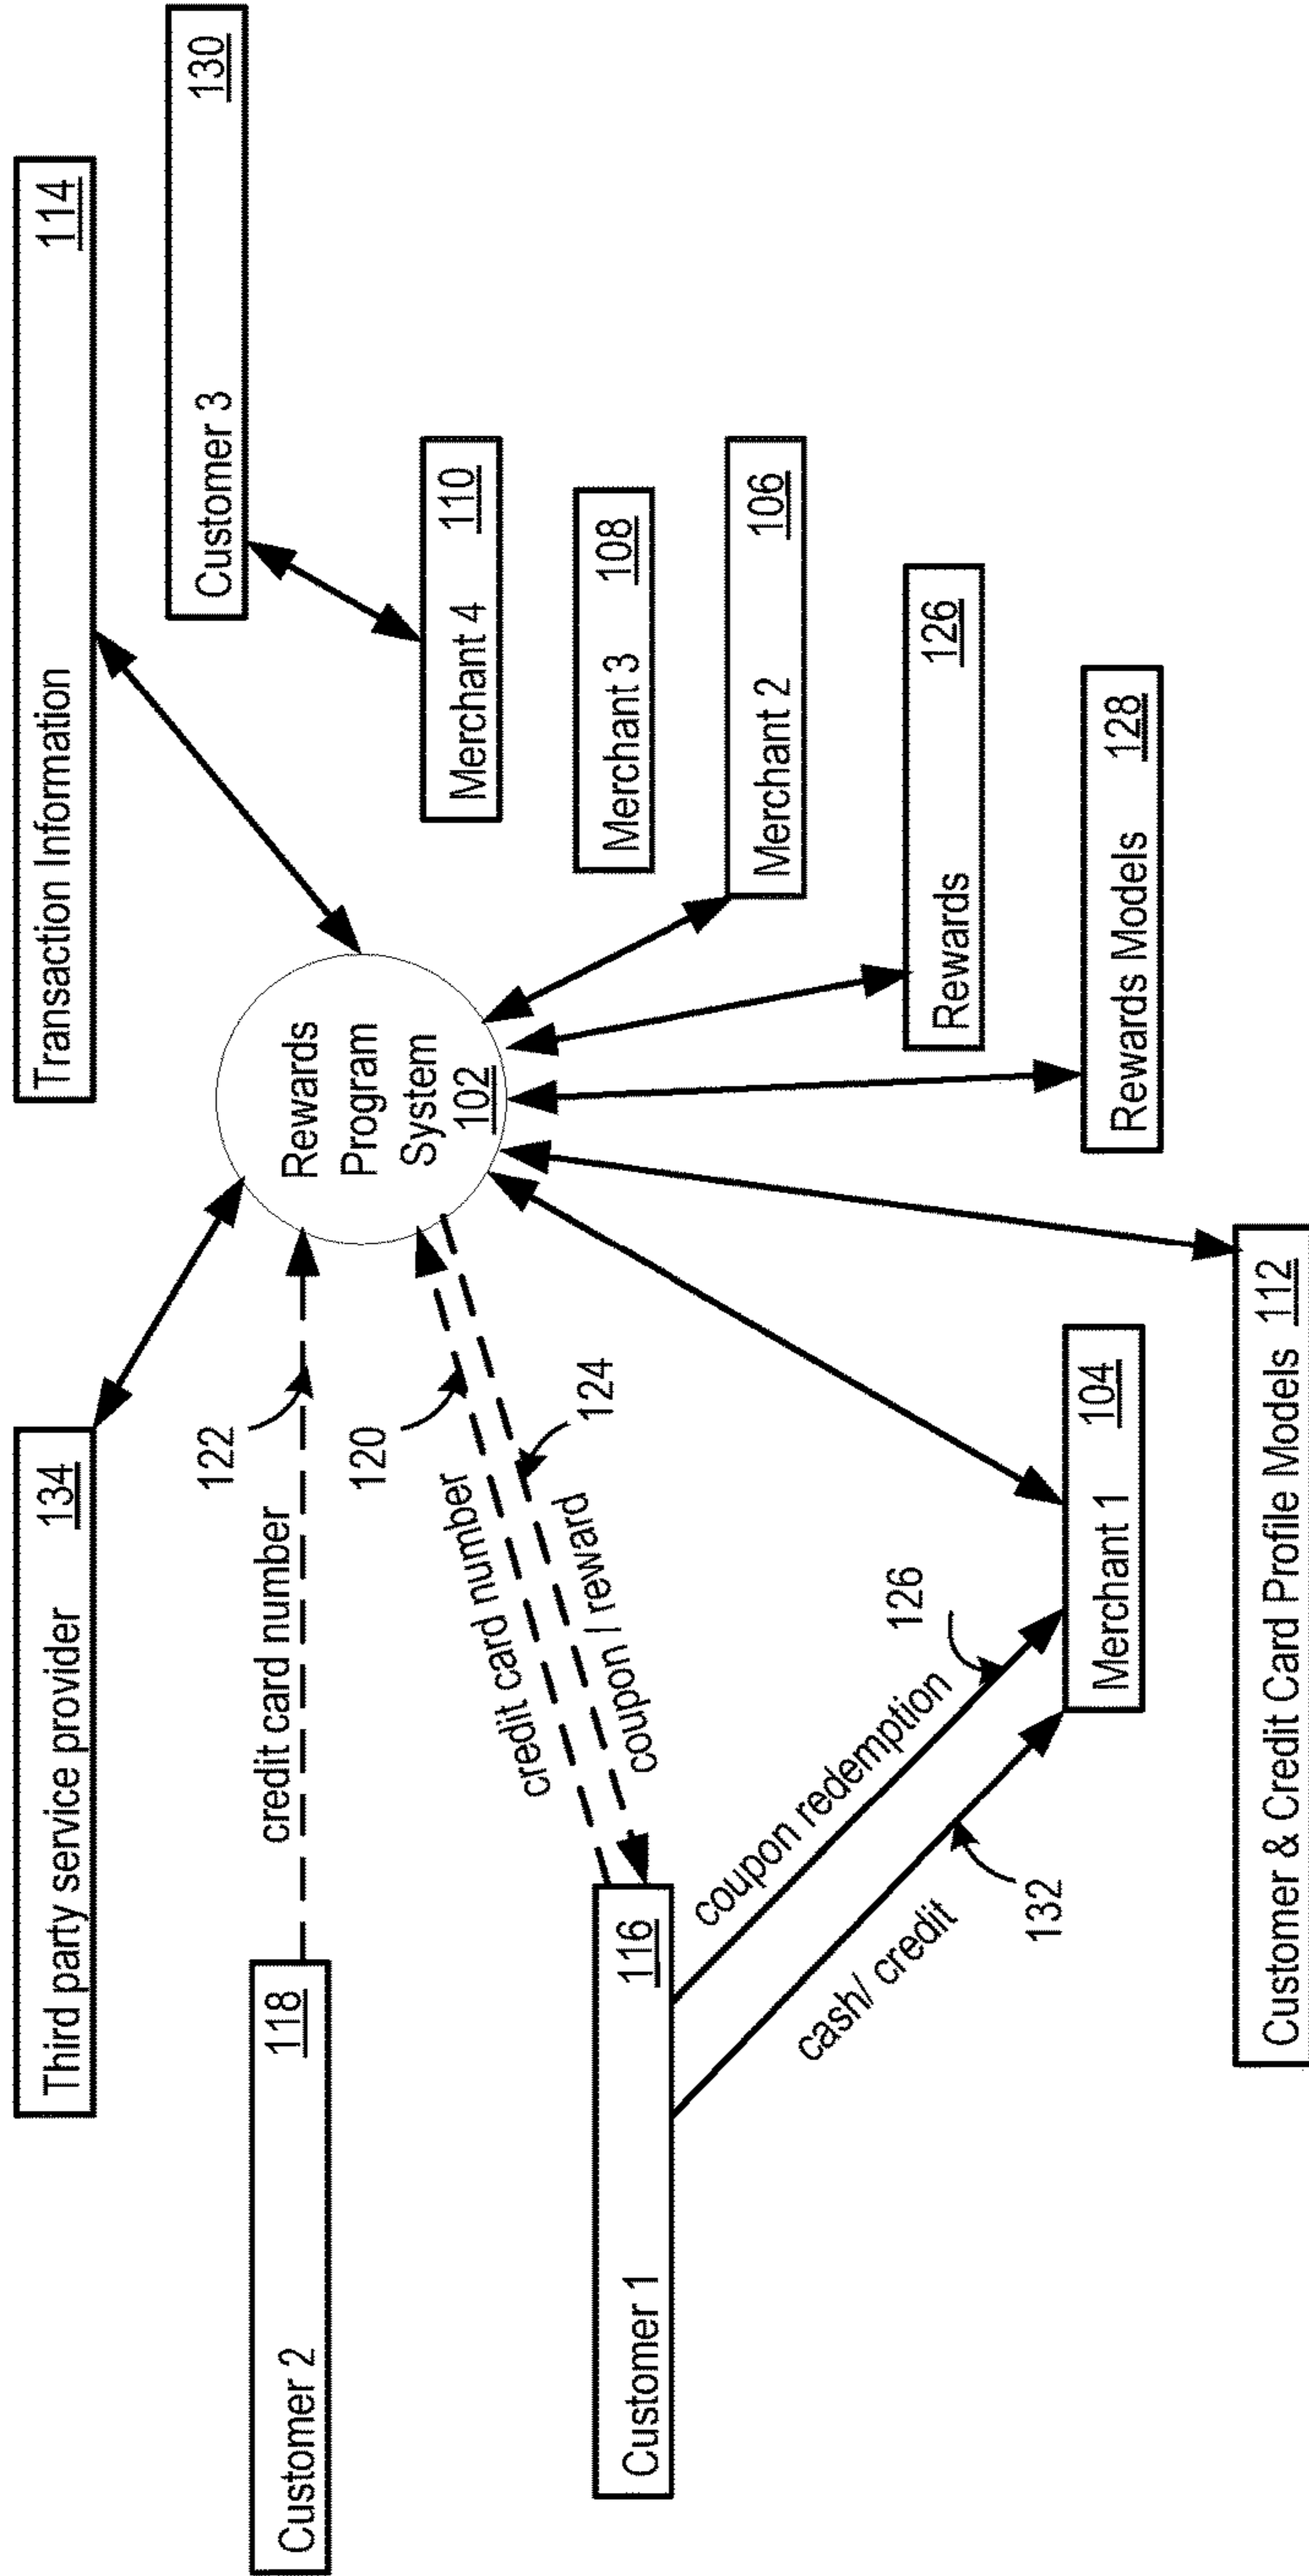 Third party service provider 134
Transaction Information 114
Customer 3 130
122
credit card number
Customer 2 118
Rewards
Program
System
102
120
124
credit card number
coupon / reward
Merchant 4 110
Merchant 3 108
Merchant 2 106
Customer 1 116
Rewards 126
126
coupon redemption
cash/ credit
132
Merchant 1 104
Rewards Models 128
Customer & Credit Card Profile Models 112